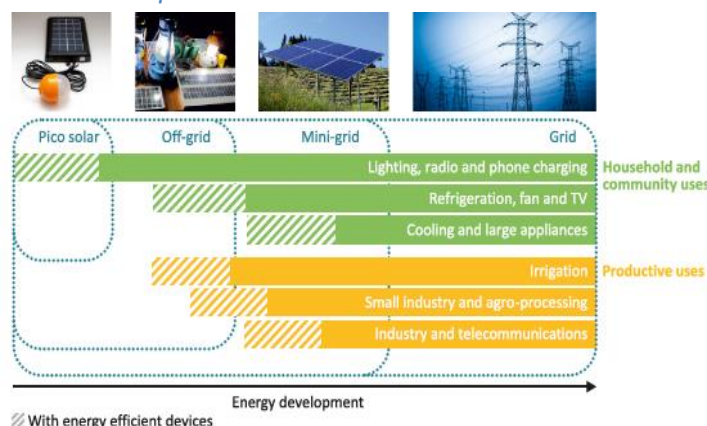 Pico solar
Off-grid
Mini-grid
Grid
Lighting, radio and phone charging
Household and
community uses
Refrigeration, fan and TV
Cooling and large appliances
Irrigation
Productive uses
Small industry and agro-processing
Industry and telecommunications
Energy development
With energy efficient devices